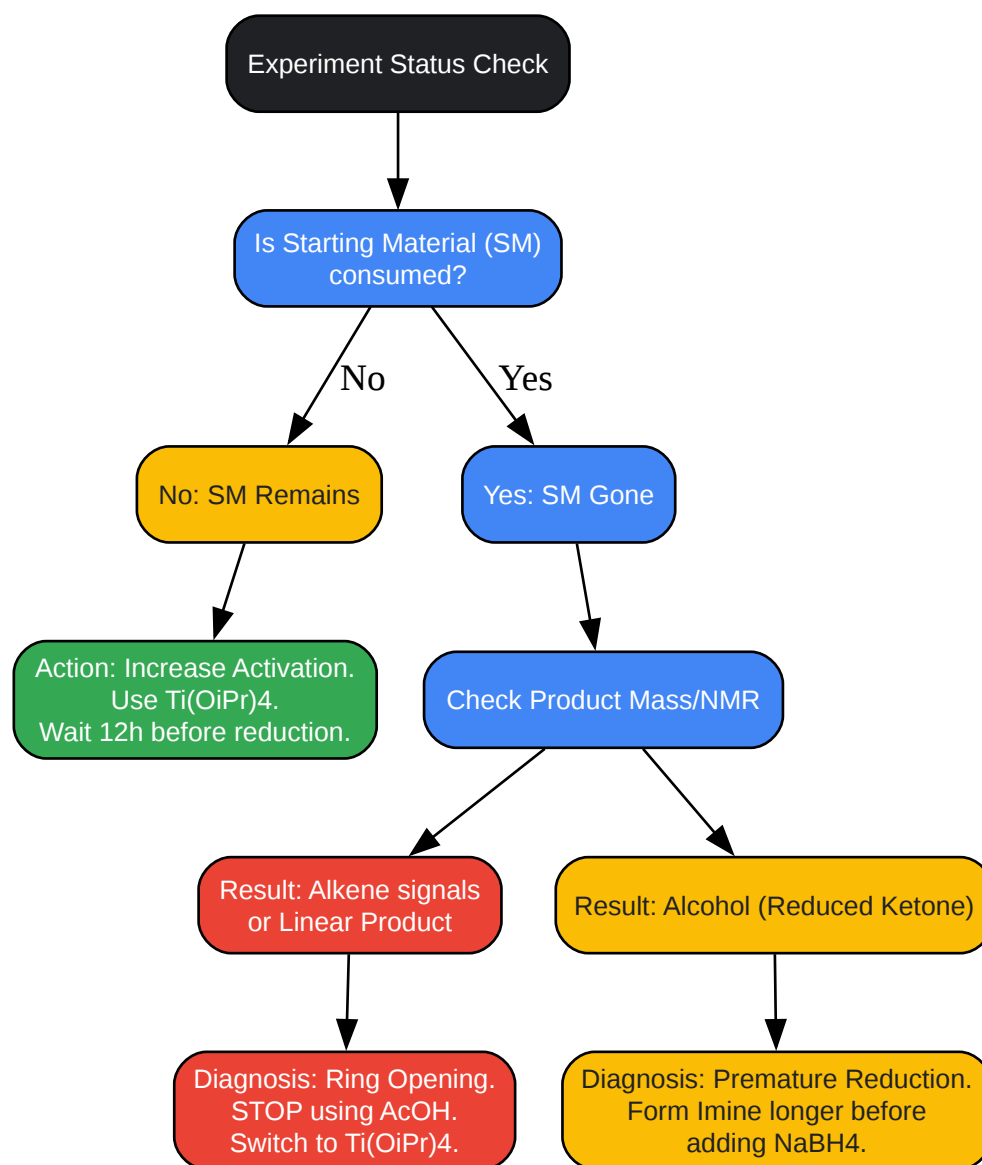 Experiment Status Check
Is Starting Material (SM)
consumed?
No
Yes
No: SM Remains
Yes: SM Gone
Action: Increase Activation.
Use Ti(OiPr)4.
Wait 12h before reduction.
Check Product Mass/NMR
Result: Alkene signals
or Linear Product
Result: Alcohol (Reduced Ketone)
Diagnosis: Ring Opening.
STOP using AcOH.
Switch to Ti(OiPr)4.
Diagnosis: Premature Reduction.
Form Imine longer before
adding NaBH4.